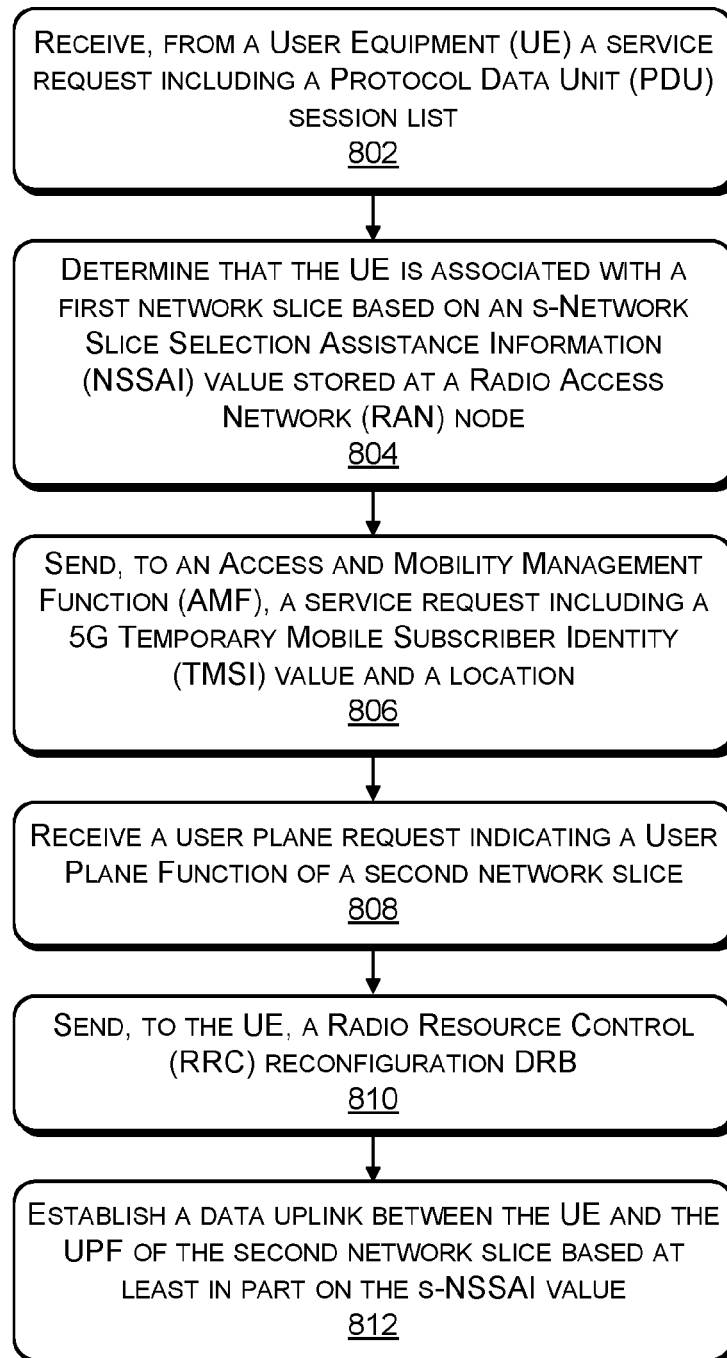 RECEIVE, FROM A USER EQUIPMENT (UE) A SERVICE
REQUEST INCLUDING A PROTOCOL DATA UNIT (PDU)
SESSION LIST
802
DETERMINE THAT THE UE IS ASSOCIATED WITH A
FIRST NETWORK SLICE BASED ON AN S-NETWORK
SLICE SELECTION ASSISTANCE INFORMATION
(NSSAI) VALUE STORED AT A RADIO ACCESS
NETWORK (RAN) NODE
804
SEND, TO AN ACCESS AND MOBILITY MANAGEMENT
FUNCTION (AMF), A SERVICE REQUEST INCLUDING A
5G TEMPORARY MOBILE SUBSCRIBER IDENTITY
(TMSI) VALUE AND A LOCATION
806
RECEIVE A USER PLANE REQUEST INDICATING A USER
PLANE FUNCTION OF A SECOND NETWORK SLICE
808
SEND, TO THE UE, A RADIO RESOURCE CONTROL
(RRC) RECONFIGURATION DRB
810
ESTABLISH A DATA UPLINK BETWEEN THE UE AND THE
UPF OF THE SECOND NETWORK SLICE BASED AT
LEAST IN PART ON THE S-NSSAI VALUE
812